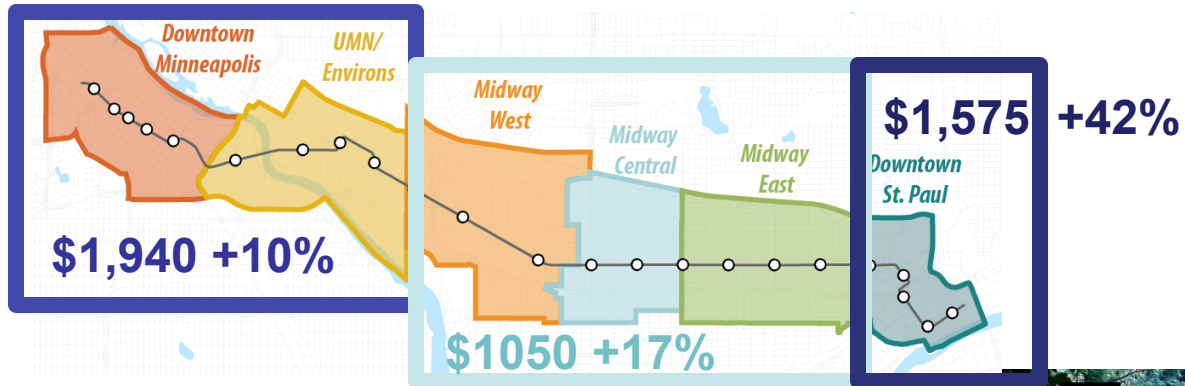 Downtown
Minneapolis
UMN/
Environs
$1,940 +10%
Midway
West
Midway
Central
Midway
East
$1050 +17%
$1,575 +42%
Downtown
St. Paul